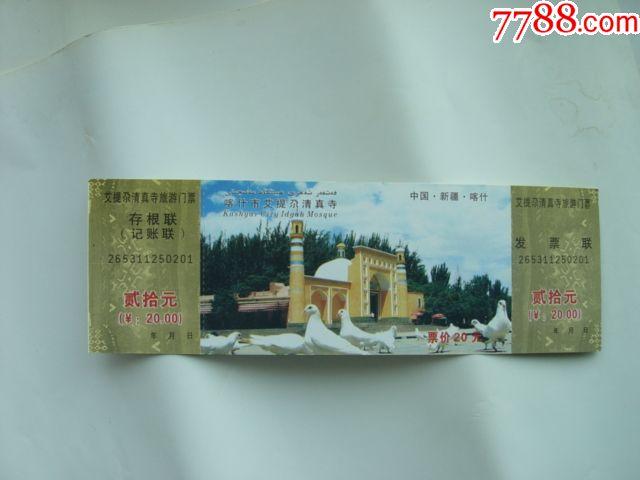 7788.com
艾提尕清真寺旅游门票
存根联
(记账联)
265311250201
贰拾元
(¥: 20.00)
年 月 日
喀什市艾提尕清真寺
Kashgar City Idgah Mosque
中国·新疆·喀什
票价20元
艾提尕清真寺旅游门票
发票联
265311250201
贰拾元
(¥: 20.00)
年 月 日